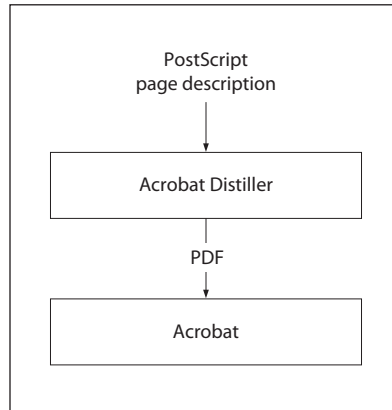 PostScript
page description
Acrobat Distiller
PDF
Acrobat